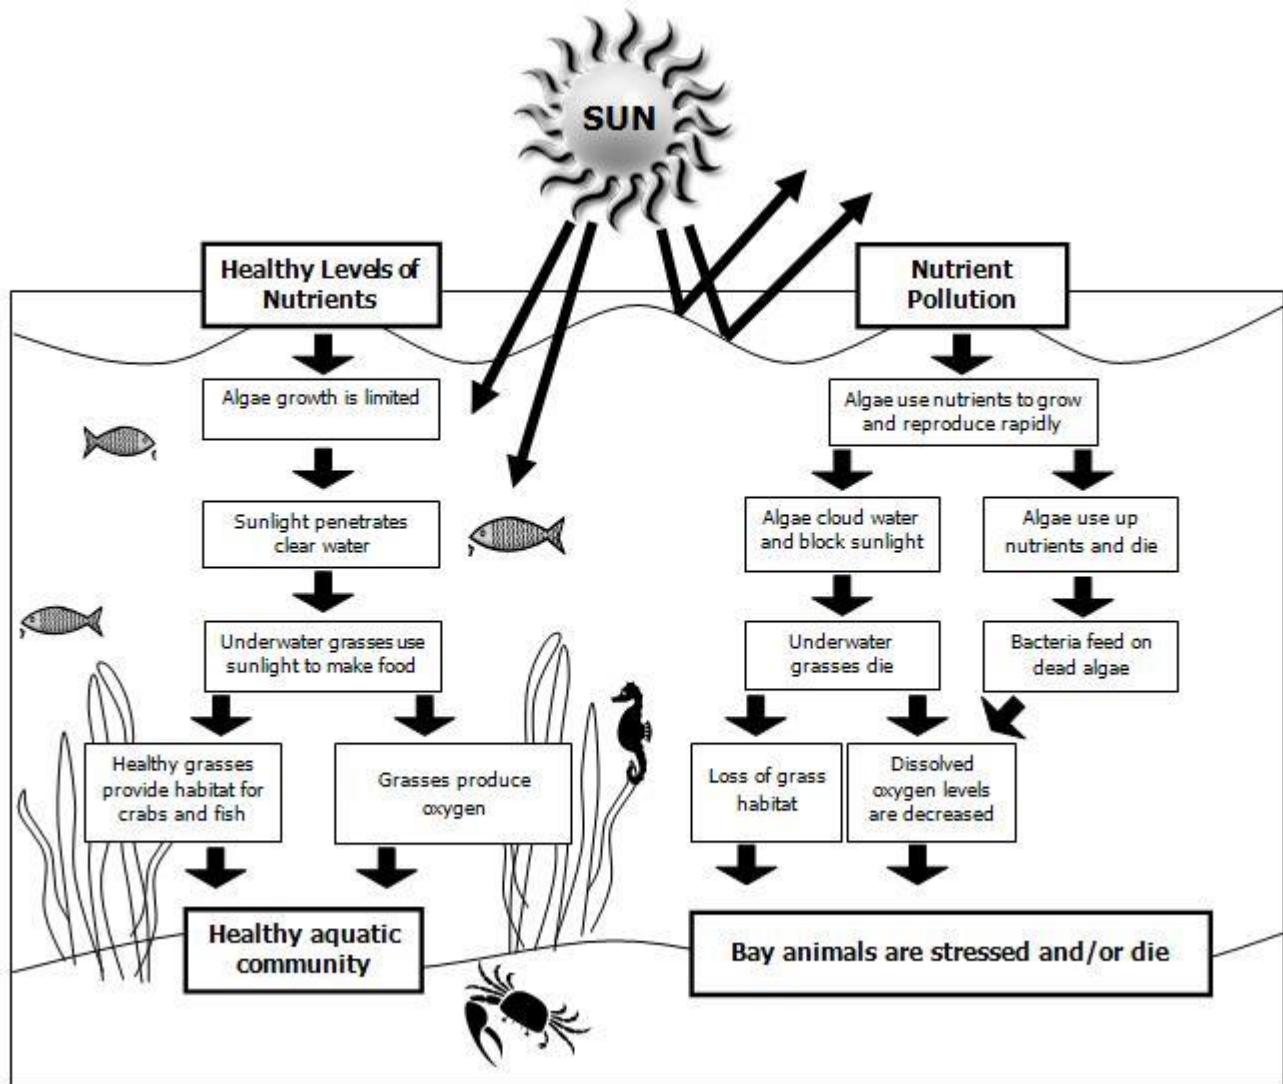 SUN
Healthy Levels of
Nutrients
Algae growth is limited
Sunlight penetrates
clear water
Underwater grasses use
sunlight to make food
Healthy grasses
provide habitat for
crabs and fish
Grasses produce
oxygen
Healthy aquatic
community
Nutrient
Pollution
Algae use nutrients to grow
and reproduce rapidly
Algae cloud water
and block sunlight
Algae use up
nutrients and die
Underwater
grasses die
Bacteria feed on
dead algae
Loss of grass
habitat
Dissolved
oxygen levels
are decreased
Bay animals are stressed and/or die